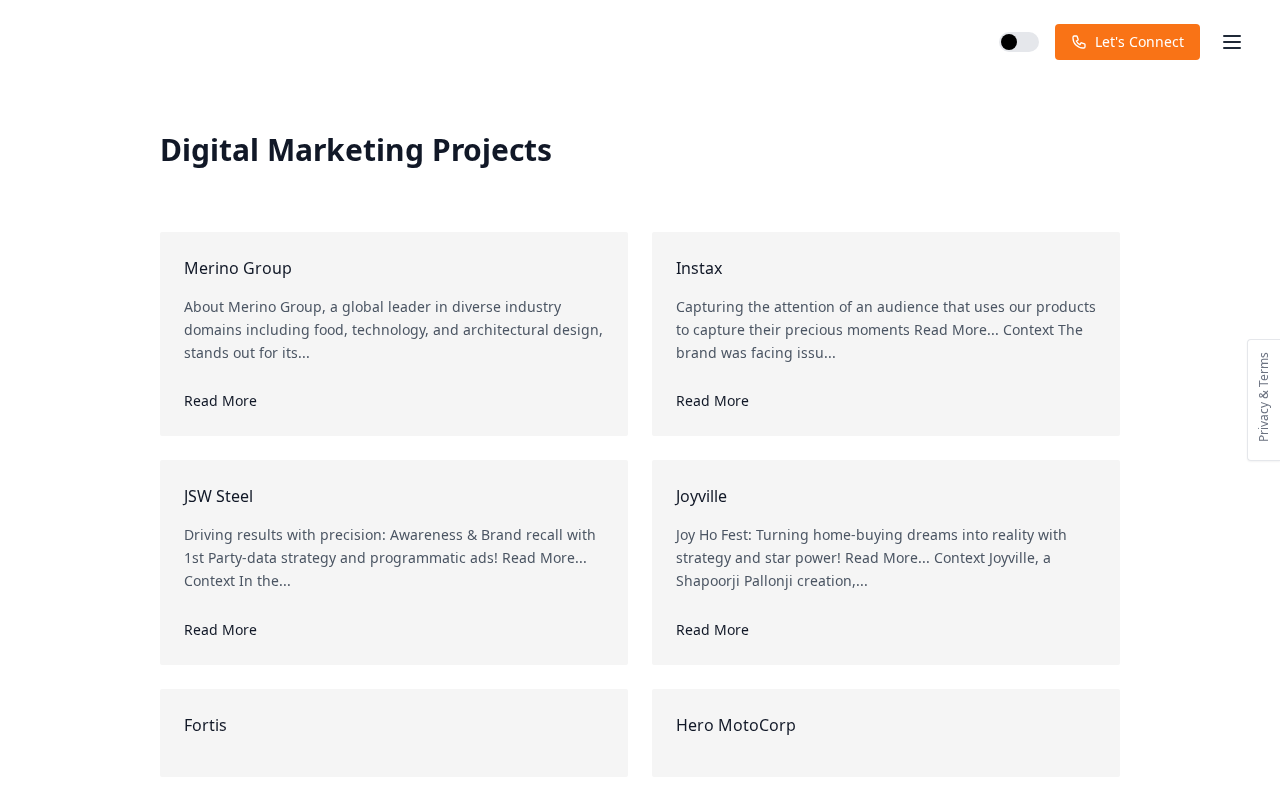 Let's Connect
Digital Marketing Projects
Merino Group
About Merino Group, a global leader in diverse industry
domains including food, technology, and architectural design,
stands out for its...
Read More
Instax
Capturing the attention of an audience that uses our products
to capture their precious moments Read More... Context The
brand was facing issu...
Read More
Privacy & Terms
JSW Steel
Driving results with precision: Awareness & Brand recall with
1st Party-data strategy and programmatic ads! Read More...
Context In the...
Read More
Joyville
Joy Ho Fest: Turning home-buying dreams into reality with
strategy and star power! Read More... Context Joyville, a
Shapoorji Pallonji creation,...
Read More
Fortis
Hero MotoCorp